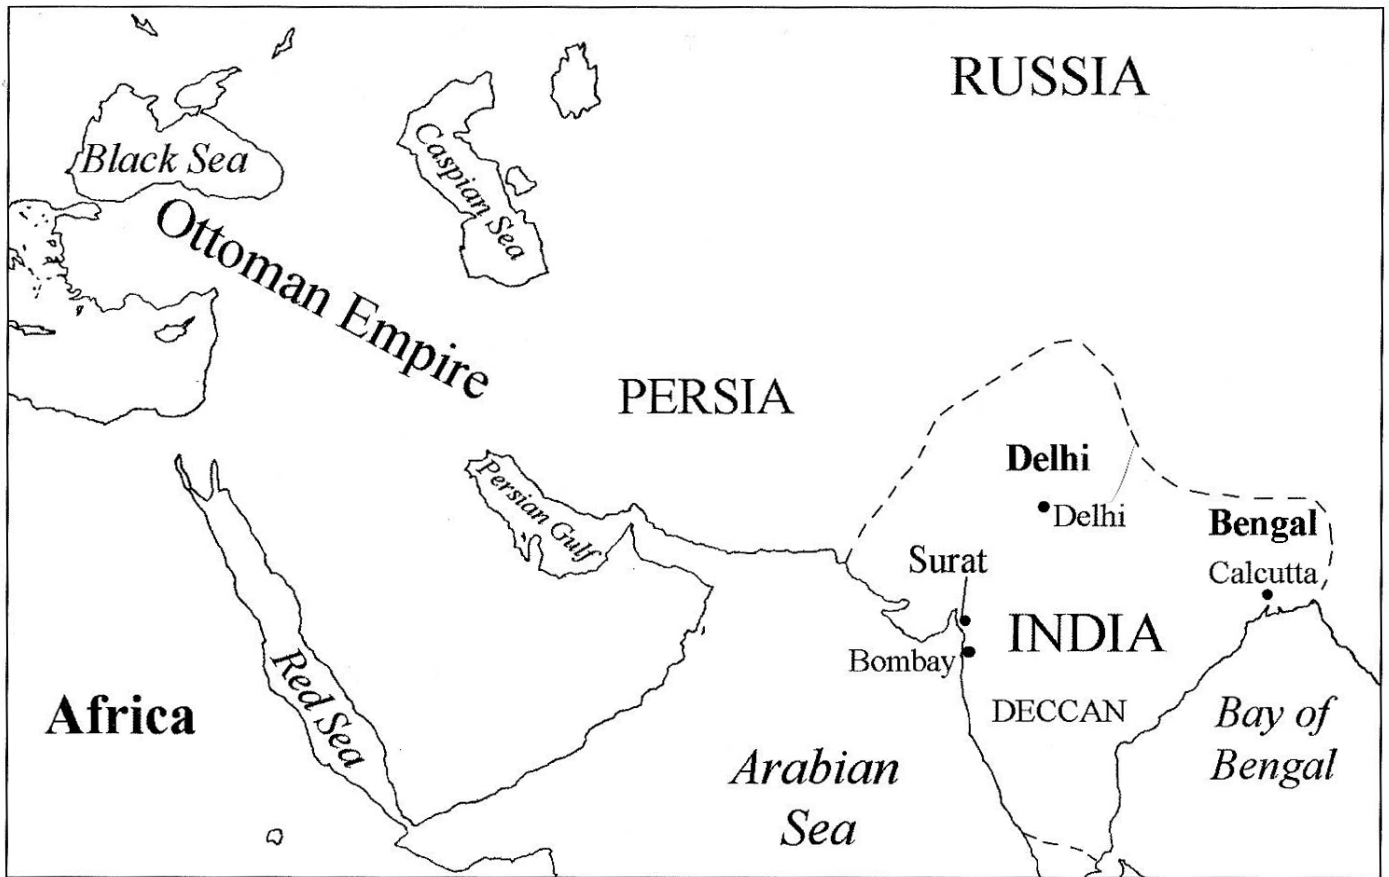 RUSSIA
Black Sea
Caspian Sea
Ottoman Empire
PERSIA
Delhi
Delhi
Persian Gulf
Bengal
Surat
Calcutta
INDIA
Bombay
Red Sea
Africa
DECCAN
Bay of
Bengal
Arabian
Sea